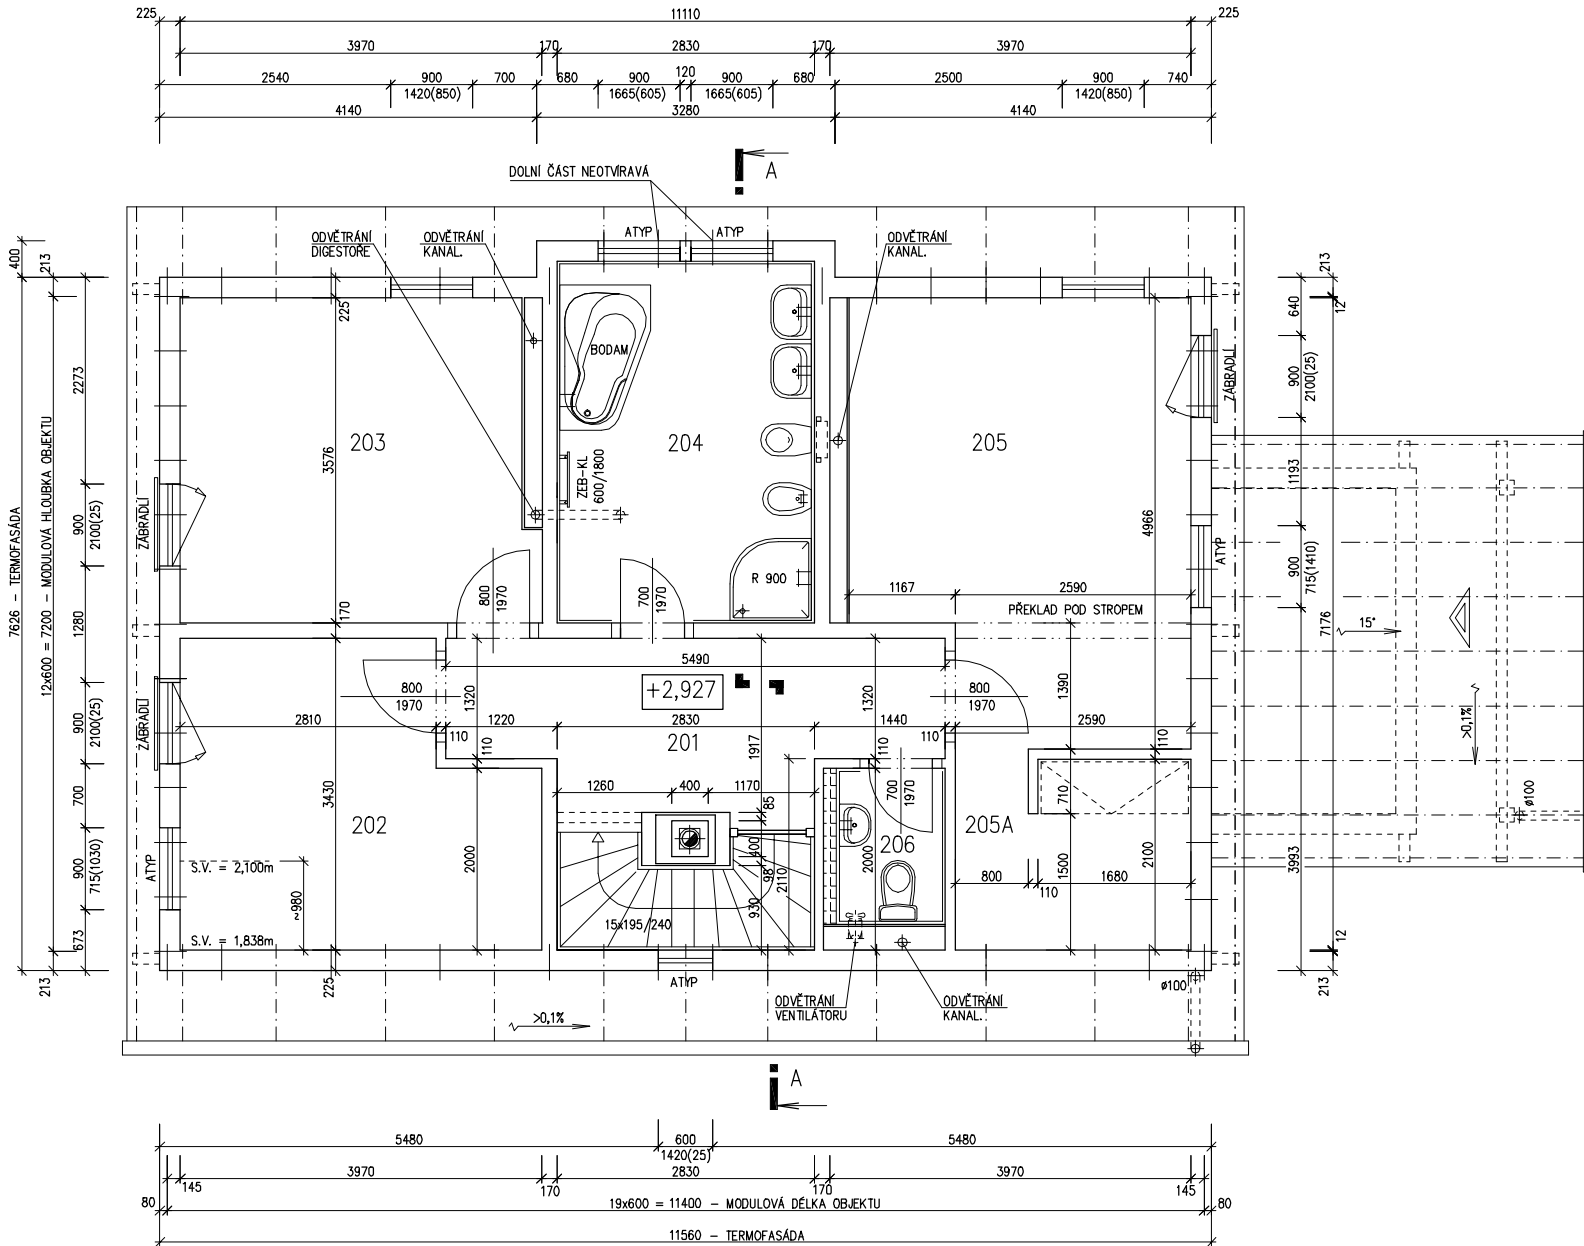 225 11110 225
3970 170 2830 170 3970
2540 900 700 680 900 120 900 680 2500 900 740
1420(850) 1665(605) 1665(605) 1420(850)
4140 3280 4140
A
DOLNÍ ČÁST NEOTVÍRAVÁ
ODVĚTRÁNÍ
DIGESTOŘE
ODVĚTRÁNÍ
KANAL.
ATYP ATYP
ODVĚTRÁNÍ
KANAL.
400
213
7626 – TERMOFASÁDA
12x600 = 7200 – MODULOVÁ HLOUBKA OBJEKTU
213
2273
900
2100(25)
1280
900
2100(25)
700
900
715(1030)
673
ZÁBRADLÍ
ZÁBRADLÍ
ATYP
225
3576
170
3430
225
203
BODAM
204
ZEB-KL
600/1800
R 900
205
4966
1167 2590
PŘEKLAD POD STROPEM
800
1970
700
1970
5490
+2,927
800
1970
800
1970
1320
1320
1390
2810 1220 2830 1440 2590
110
110
201
1917
110
110
110
1260 400 1170
85
400
98
930
2110
15x195/240
202
S.V. = 2,100m
S.V. = 1,838m
~980
2000
2000
700
1970
206
205A
710
1500
2100
800
110
1680
ATYP
ODVĚTRÁNÍ
VENTILÁTORU
ODVĚTRÁNÍ
KANAL.
ø100
>0,1%
213
12
640
900
2100(25)
ZÁBRADLÍ
1193
900
715(1410)
ATYP
7176
3993
12
213
15°
>0,1%
ø100
A
5480 600 5480
1420(25)
3970 2830 3970
145 170 170 145
80 19x600 = 11400 – MODULOVÁ DÉLKA OBJEKTU 80
11560 – TERMOFASÁDA